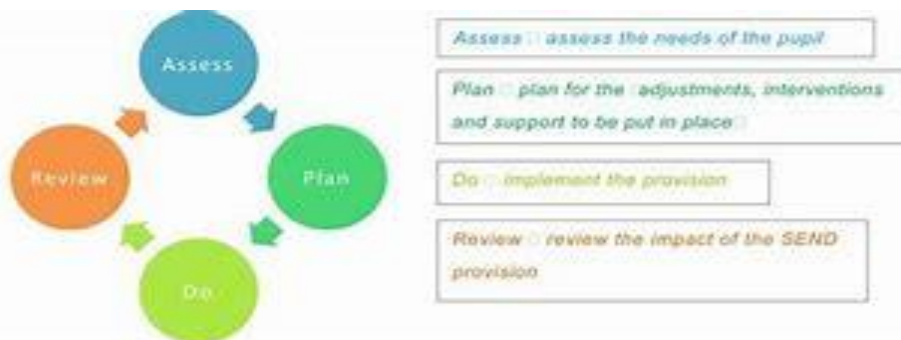 Assess
Review
Plan
Do
Assess □ assess the needs of the pupil
Plan □ plan for the □adjustments, interventions
and support to be put in place□
Do □ implement the provision
Review □ review the impact of the SEND
provision